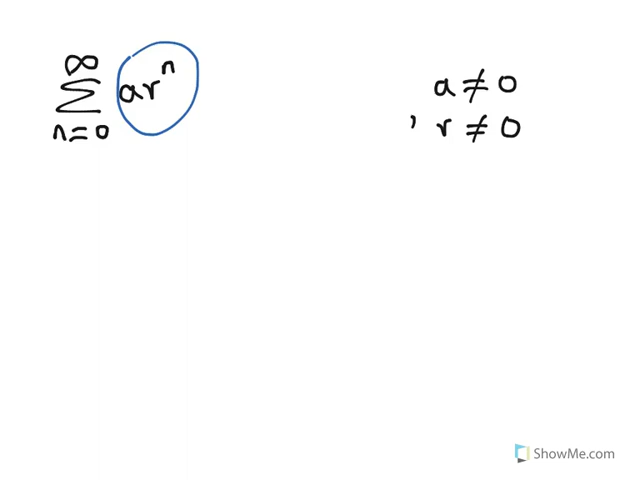 ∞
∑ arⁿ
n=0
a ≠ 0
, r ≠ 0
ShowMe.com